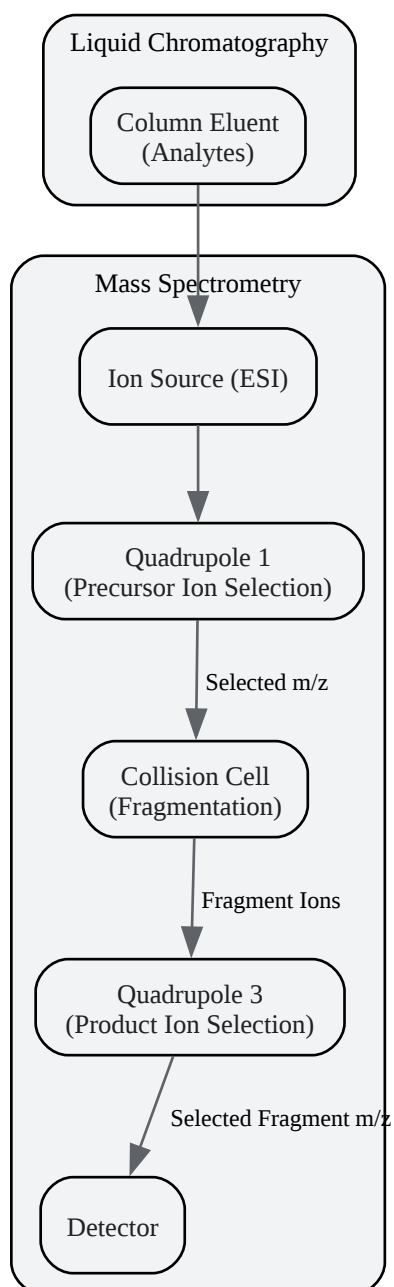 Liquid Chromatography
Column Eluent
(Analytes)
Mass Spectrometry
Ion Source (ESI)
Quadrupole 1
(Precursor Ion Selection)
Selected m/z
Collision Cell
(Fragmentation)
Fragment Ions
Quadrupole 3
(Product Ion Selection)
Selected Fragment m/z
Detector